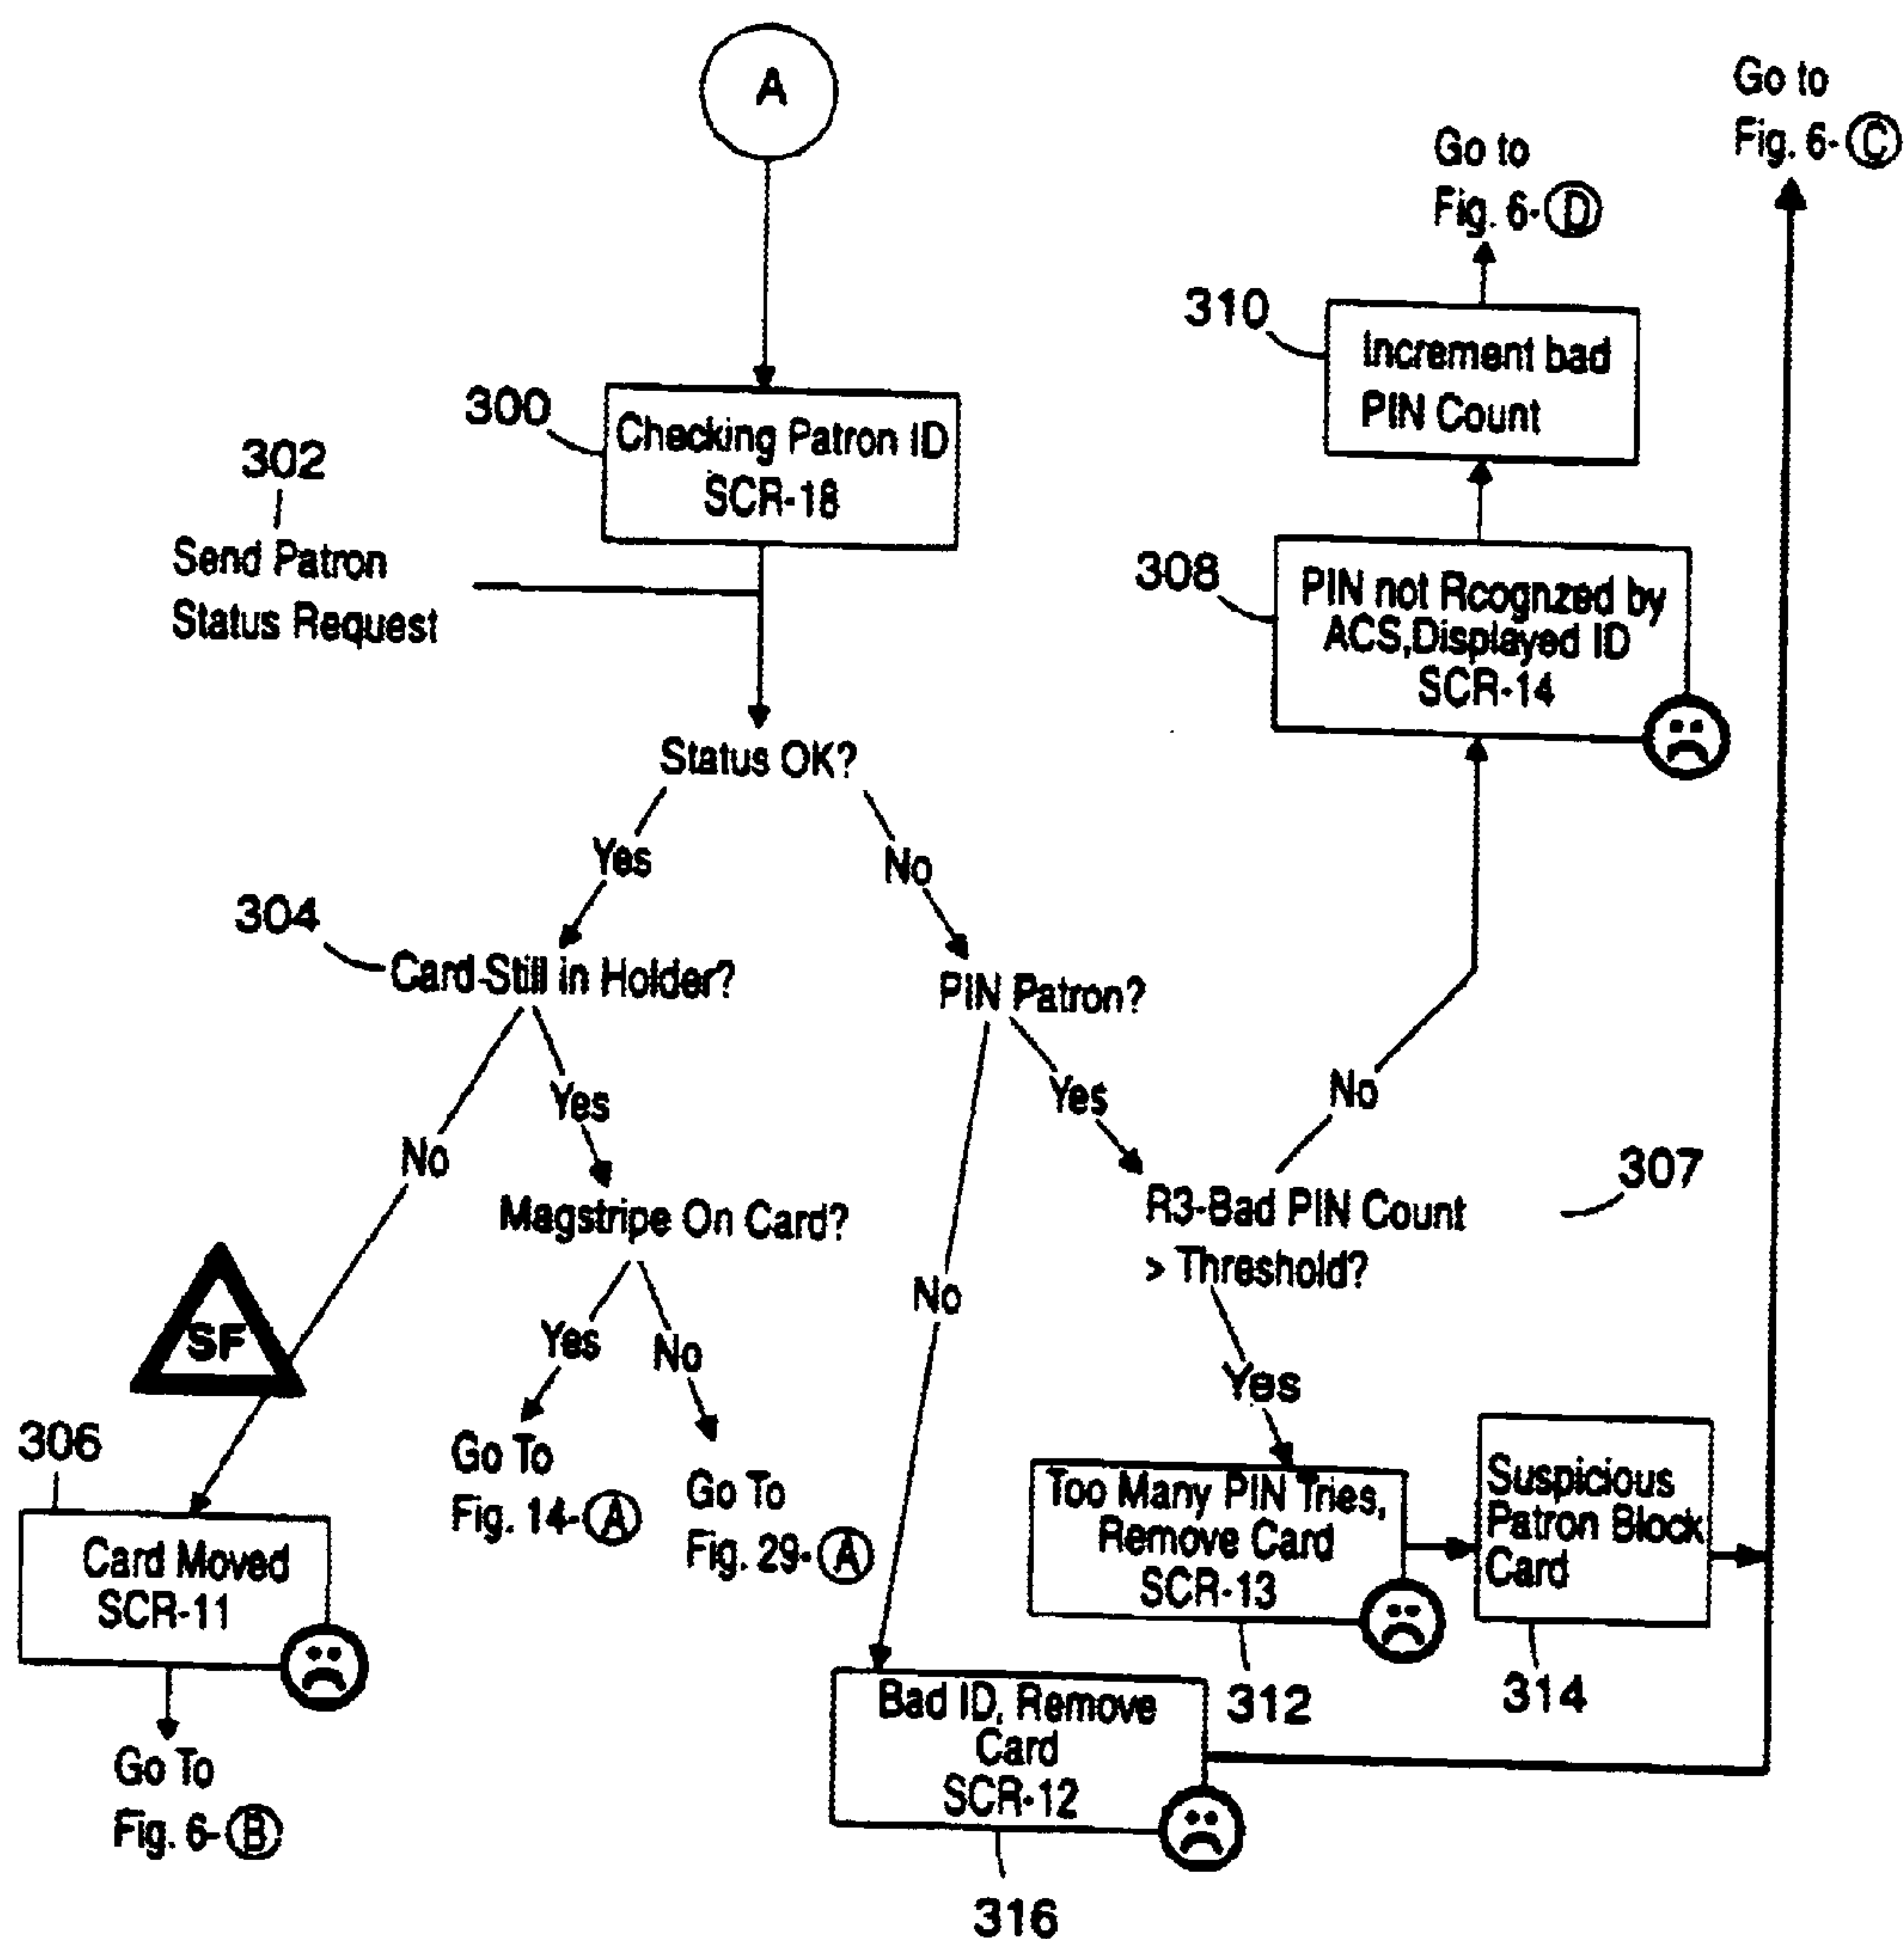 A
Go to
Fig. 6-C
Go to
Fig. 6-D
310
Increment bad
PIN Count
300
Checking Patron ID
SCR-18
302
Send Patron
Status Request
308
PIN not Rcognzed by
ACS,Displayed ID
SCR-14
Status OK?
Yes
No
304
Card Still in Holder?
PIN Patron?
No
Yes
Yes
No
307
Magstripe On Card?
R3-Bad PIN Count
> Threshold?
SF
Yes
No
No
Yes
306
Card Moved
SCR-11
Go To
Fig. 14-A
Go To
Fig. 29-A
Too Many PIN Tries,
Remove Card
SCR-13
Suspicious
Patron Block
Card
312
314
Go To
Fig. 6-B
Bad ID, Remove
Card
SCR-12
316